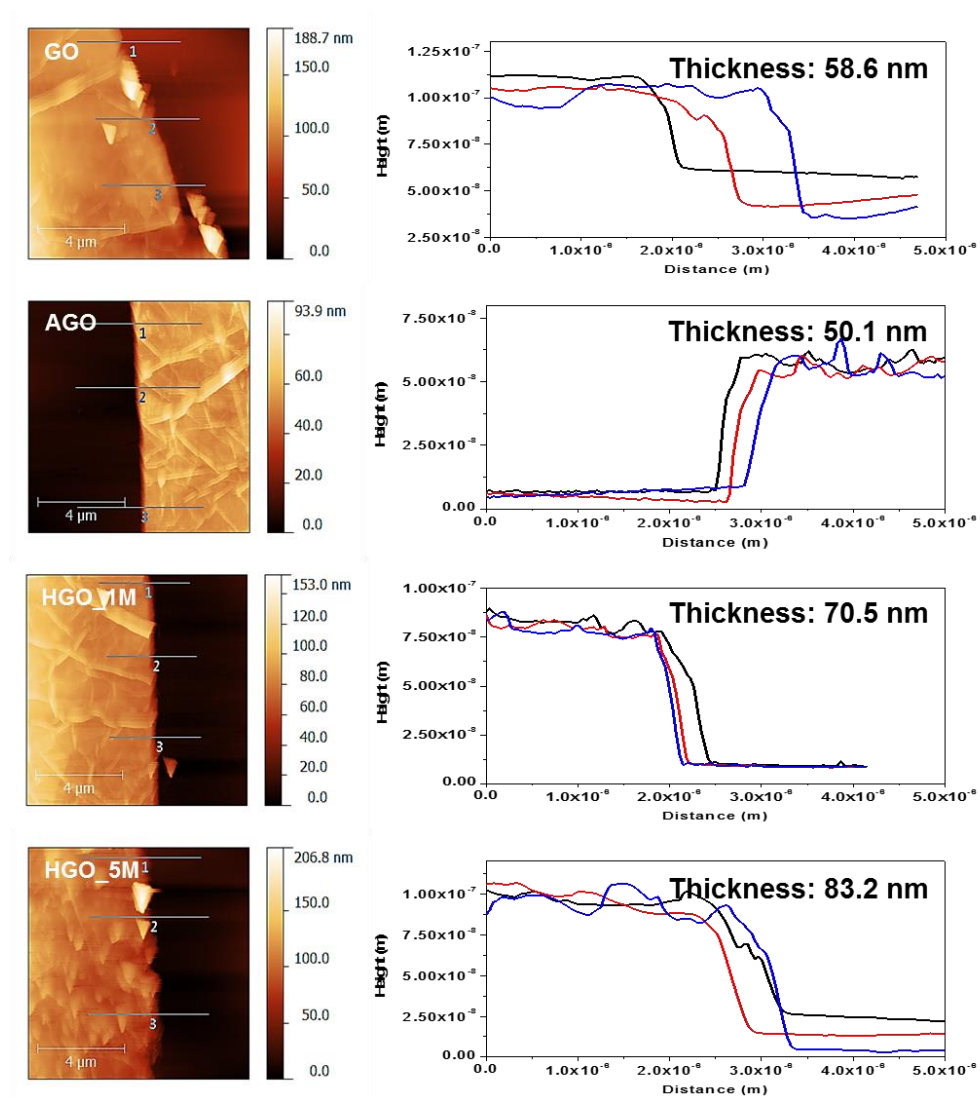 GO
1
2
3
4 µm
188.7 nm
150.0
100.0
50.0
0.0
Thickness: 58.6 nm
Height (m)
1.25x10⁻⁷
1.00x10⁻⁷
7.50x10⁻⁸
5.00x10⁻⁸
2.50x10⁻⁸
0.0 1.0x10⁻⁶ 2.0x10⁻⁶ 3.0x10⁻⁶ 4.0x10⁻⁶ 5.0x10⁻⁶
Distance (m)
AGO
1
2
3
4 µm
93.9 nm
60.0
40.0
20.0
0.0
Thickness: 50.1 nm
Height (m)
7.50x10⁻⁸
5.00x10⁻⁸
2.50x10⁻⁸
0.00
0.0 1.0x10⁻⁶ 2.0x10⁻⁶ 3.0x10⁻⁶ 4.0x10⁻⁶ 5.0x10⁻⁶
Distance (m)
HGO_1M
1
2
3
4 µm
153.0 nm
120.0
100.0
80.0
60.0
40.0
20.0
0.0
Thickness: 70.5 nm
Height (m)
1.00x10⁻⁷
7.50x10⁻⁸
5.00x10⁻⁸
2.50x10⁻⁸
0.00
0.0 1.0x10⁻⁶ 2.0x10⁻⁶ 3.0x10⁻⁶ 4.0x10⁻⁶ 5.0x10⁻⁶
Distance (m)
HGO_5M
1
2
3
4 µm
206.8 nm
150.0
100.0
50.0
0.0
Thickness: 83.2 nm
Height (m)
1.00x10⁻⁷
7.50x10⁻⁸
5.00x10⁻⁸
2.50x10⁻⁸
0.00
0.0 1.0x10⁻⁶ 2.0x10⁻⁶ 3.0x10⁻⁶ 4.0x10⁻⁶ 5.0x10⁻⁶
Distance (m)